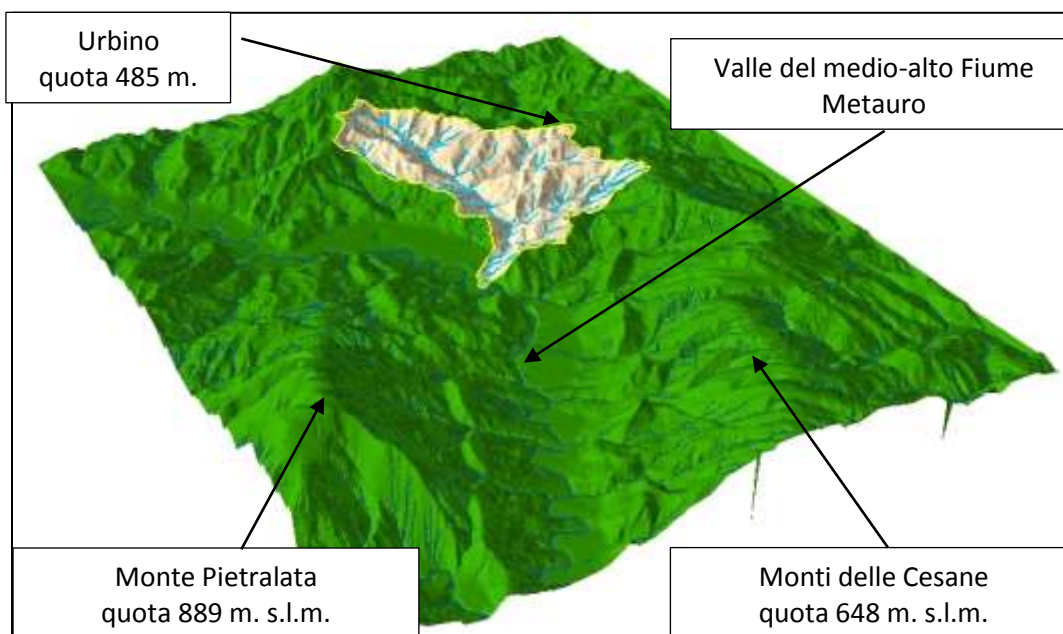 Urbino
quota 485 m.
Valle del medio-alto Fiume
Metauro
Monte Pietralata
quota 889 m. s.l.m.
Monti delle Cesane
quota 648 m. s.l.m.